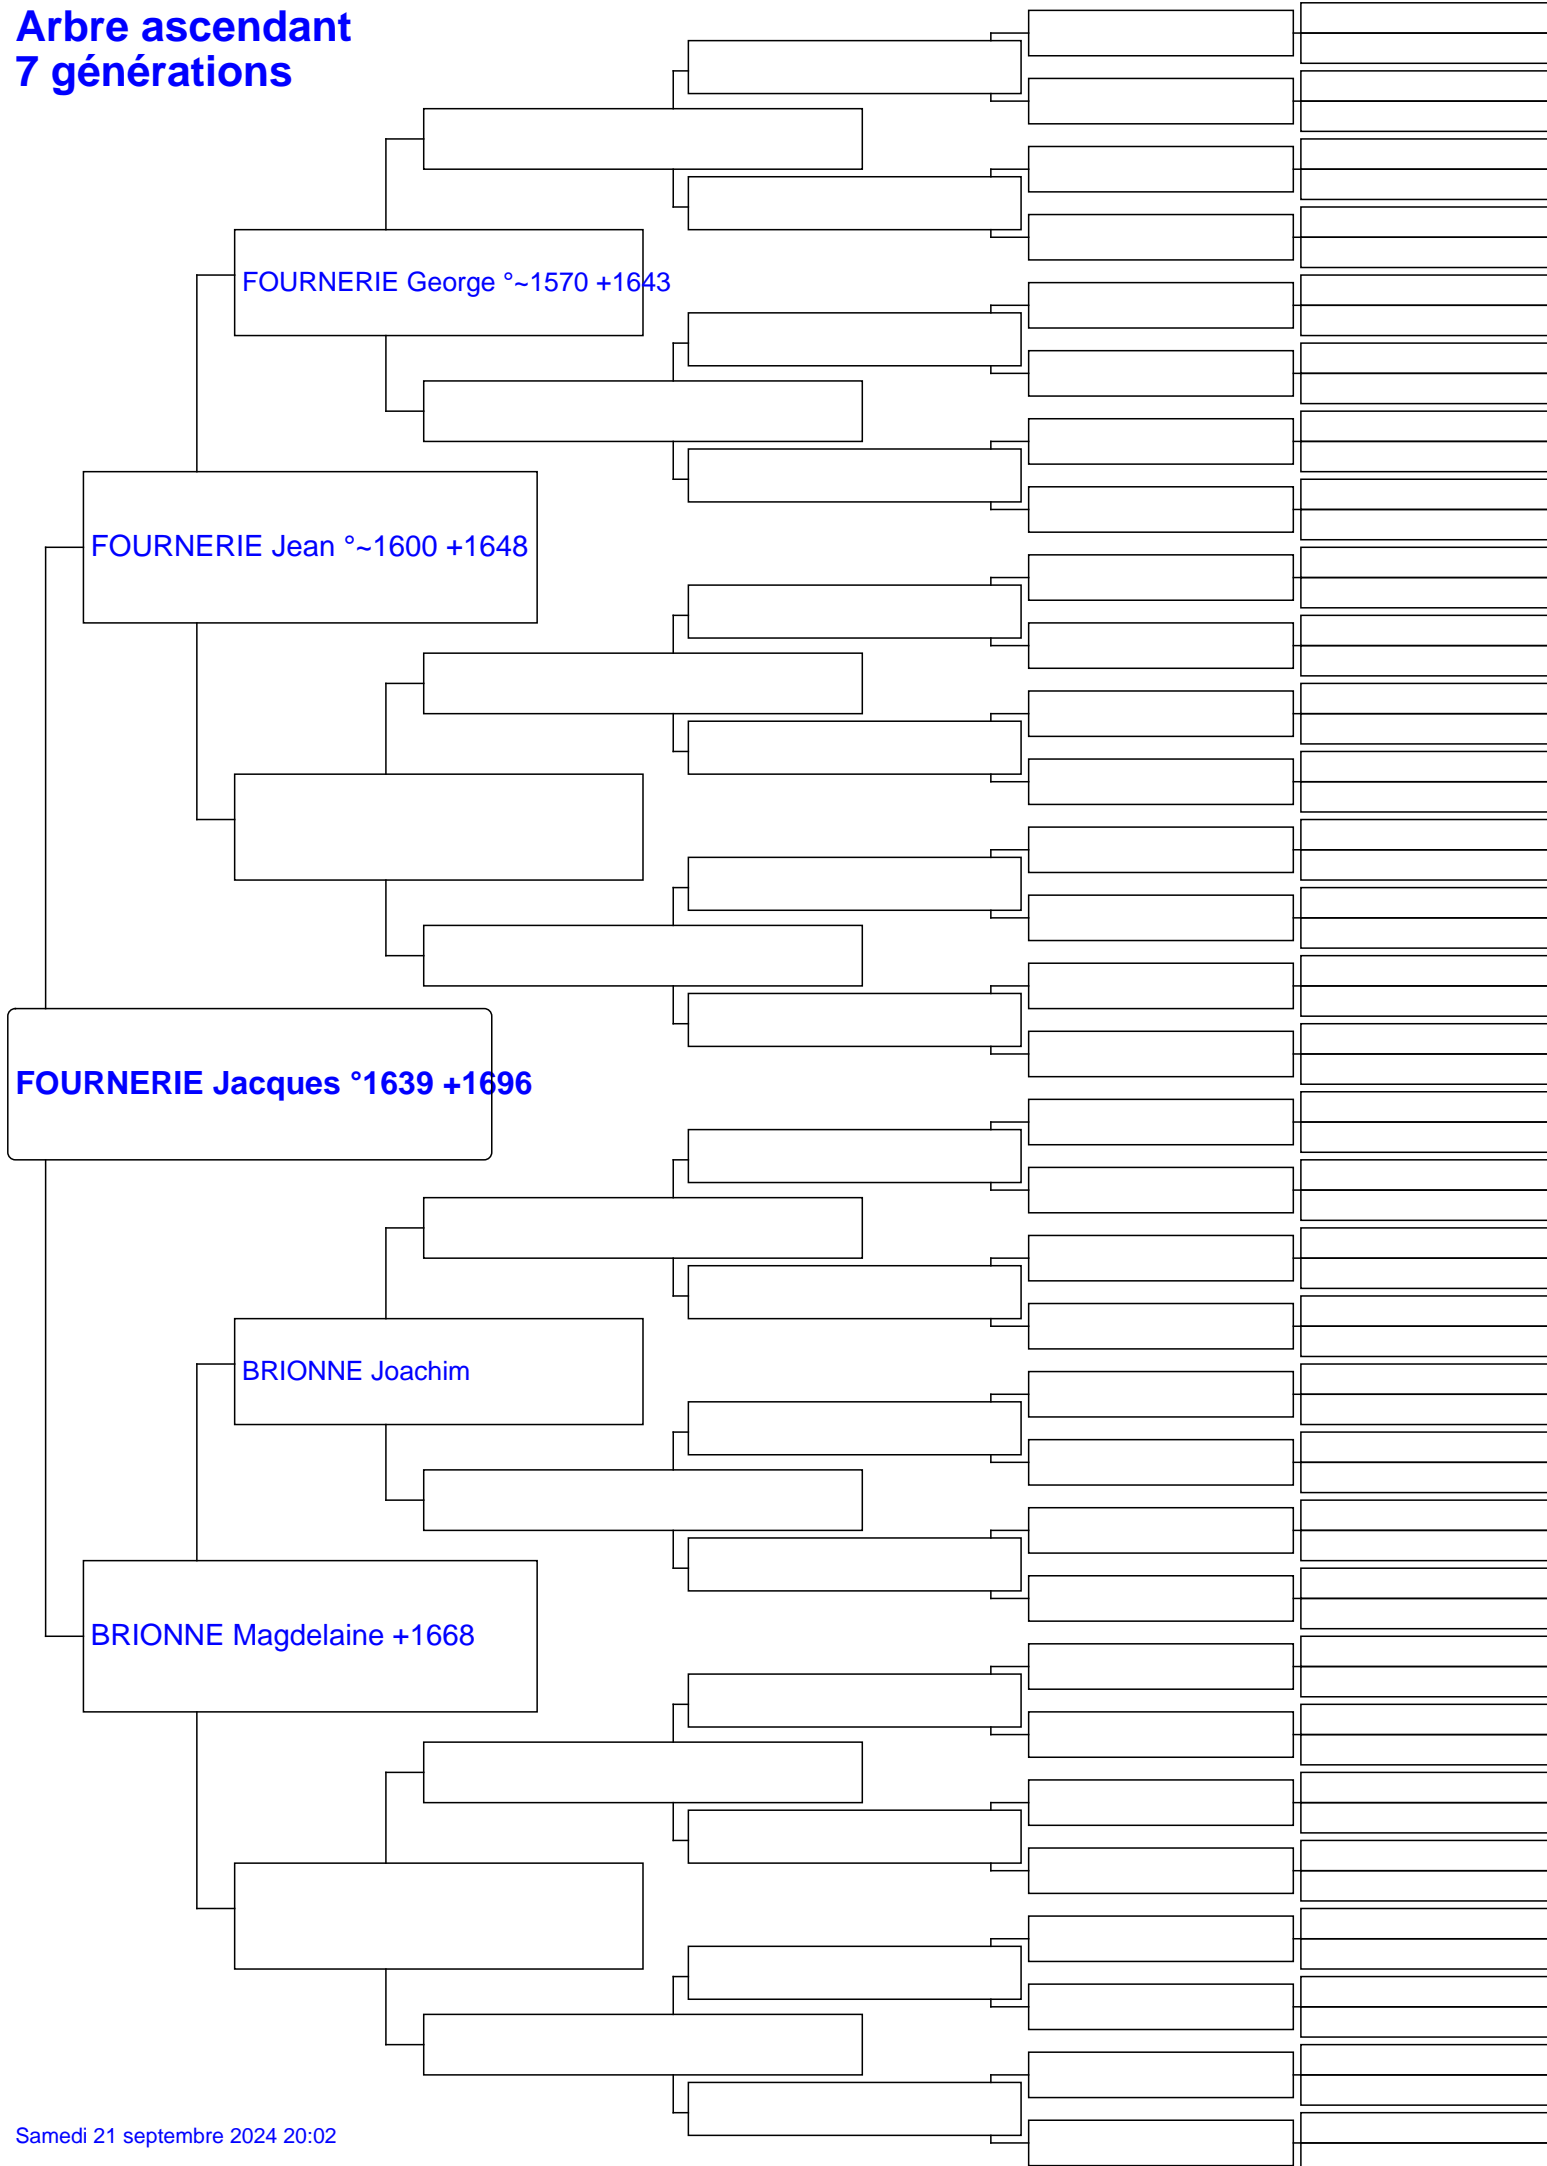 Arbre ascendant
7 générations
FOURNERIE George °~1570 +1643
FOURNERIE Jean °~1600 +1648
FOURNERIE Jacques °1639 +1696
BRIONNE Joachim
BRIONNE Magdelaine +1668
Samedi 21 septembre 2024 20:02